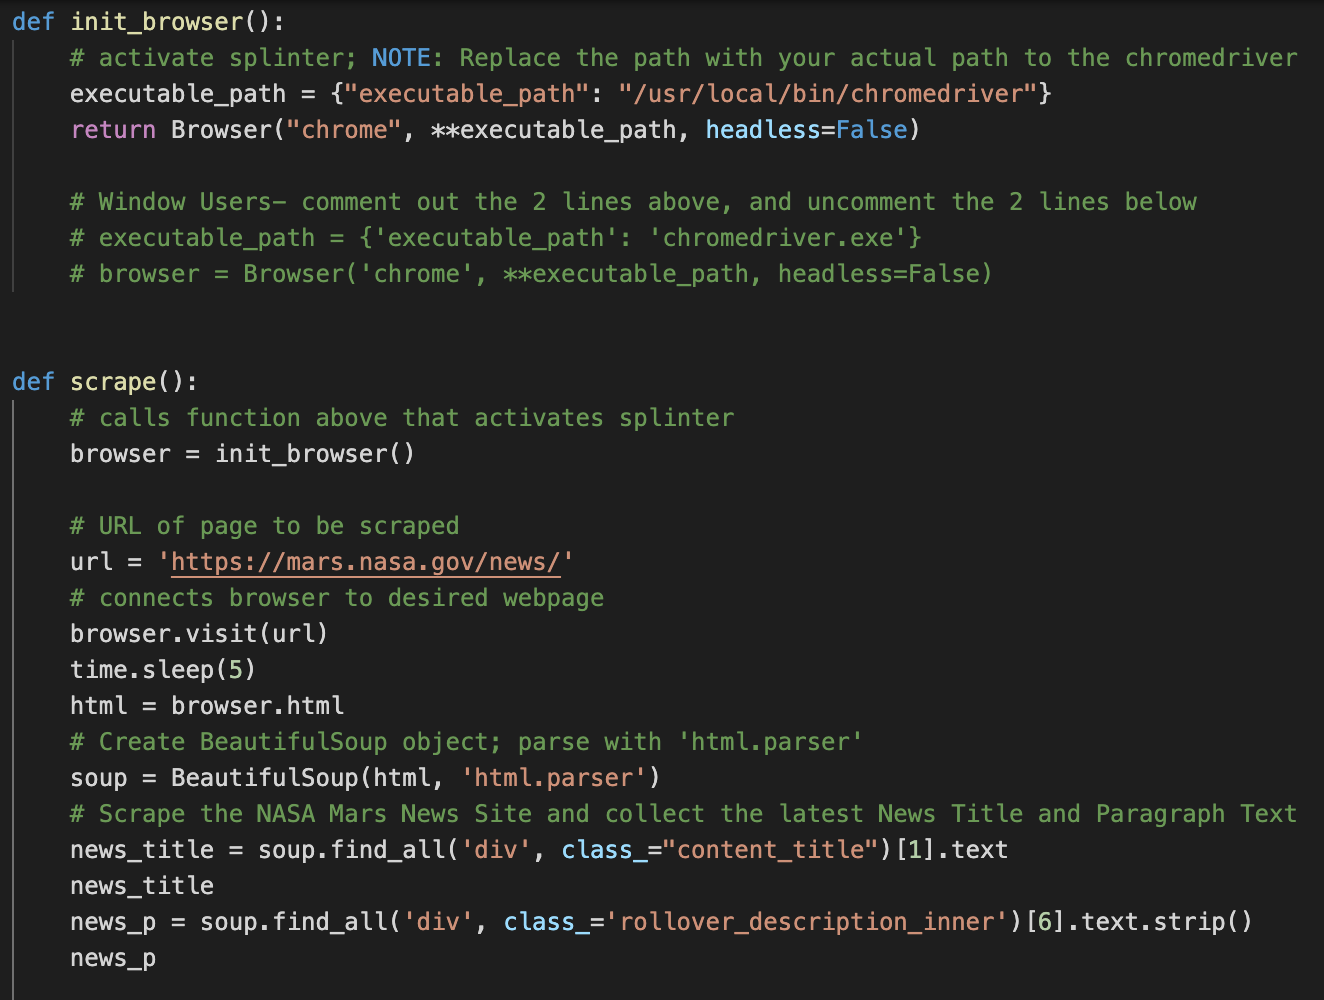 def init_browser():
    # activate splinter; NOTE: Replace the path with your actual path to the chromedriver
    executable_path = {"executable_path": "/usr/local/bin/chromedriver"}
    return Browser("chrome", **executable_path, headless=False)

    # Window Users- comment out the 2 lines above, and uncomment the 2 lines below
    # executable_path = {'executable_path': 'chromedriver.exe'}
    # browser = Browser('chrome', **executable_path, headless=False)


def scrape():
    # calls function above that activates splinter
    browser = init_browser()

    # URL of page to be scraped
    url = 'https://mars.nasa.gov/news/'
    # connects browser to desired webpage
    browser.visit(url)
    time.sleep(5)
    html = browser.html
    # Create BeautifulSoup object; parse with 'html.parser'
    soup = BeautifulSoup(html, 'html.parser')
    # Scrape the NASA Mars News Site and collect the latest News Title and Paragraph Text
    news_title = soup.find_all('div', class_="content_title")[1].text
    news_title
    news_p = soup.find_all('div', class_='rollover_description_inner')[6].text.strip()
    news_p